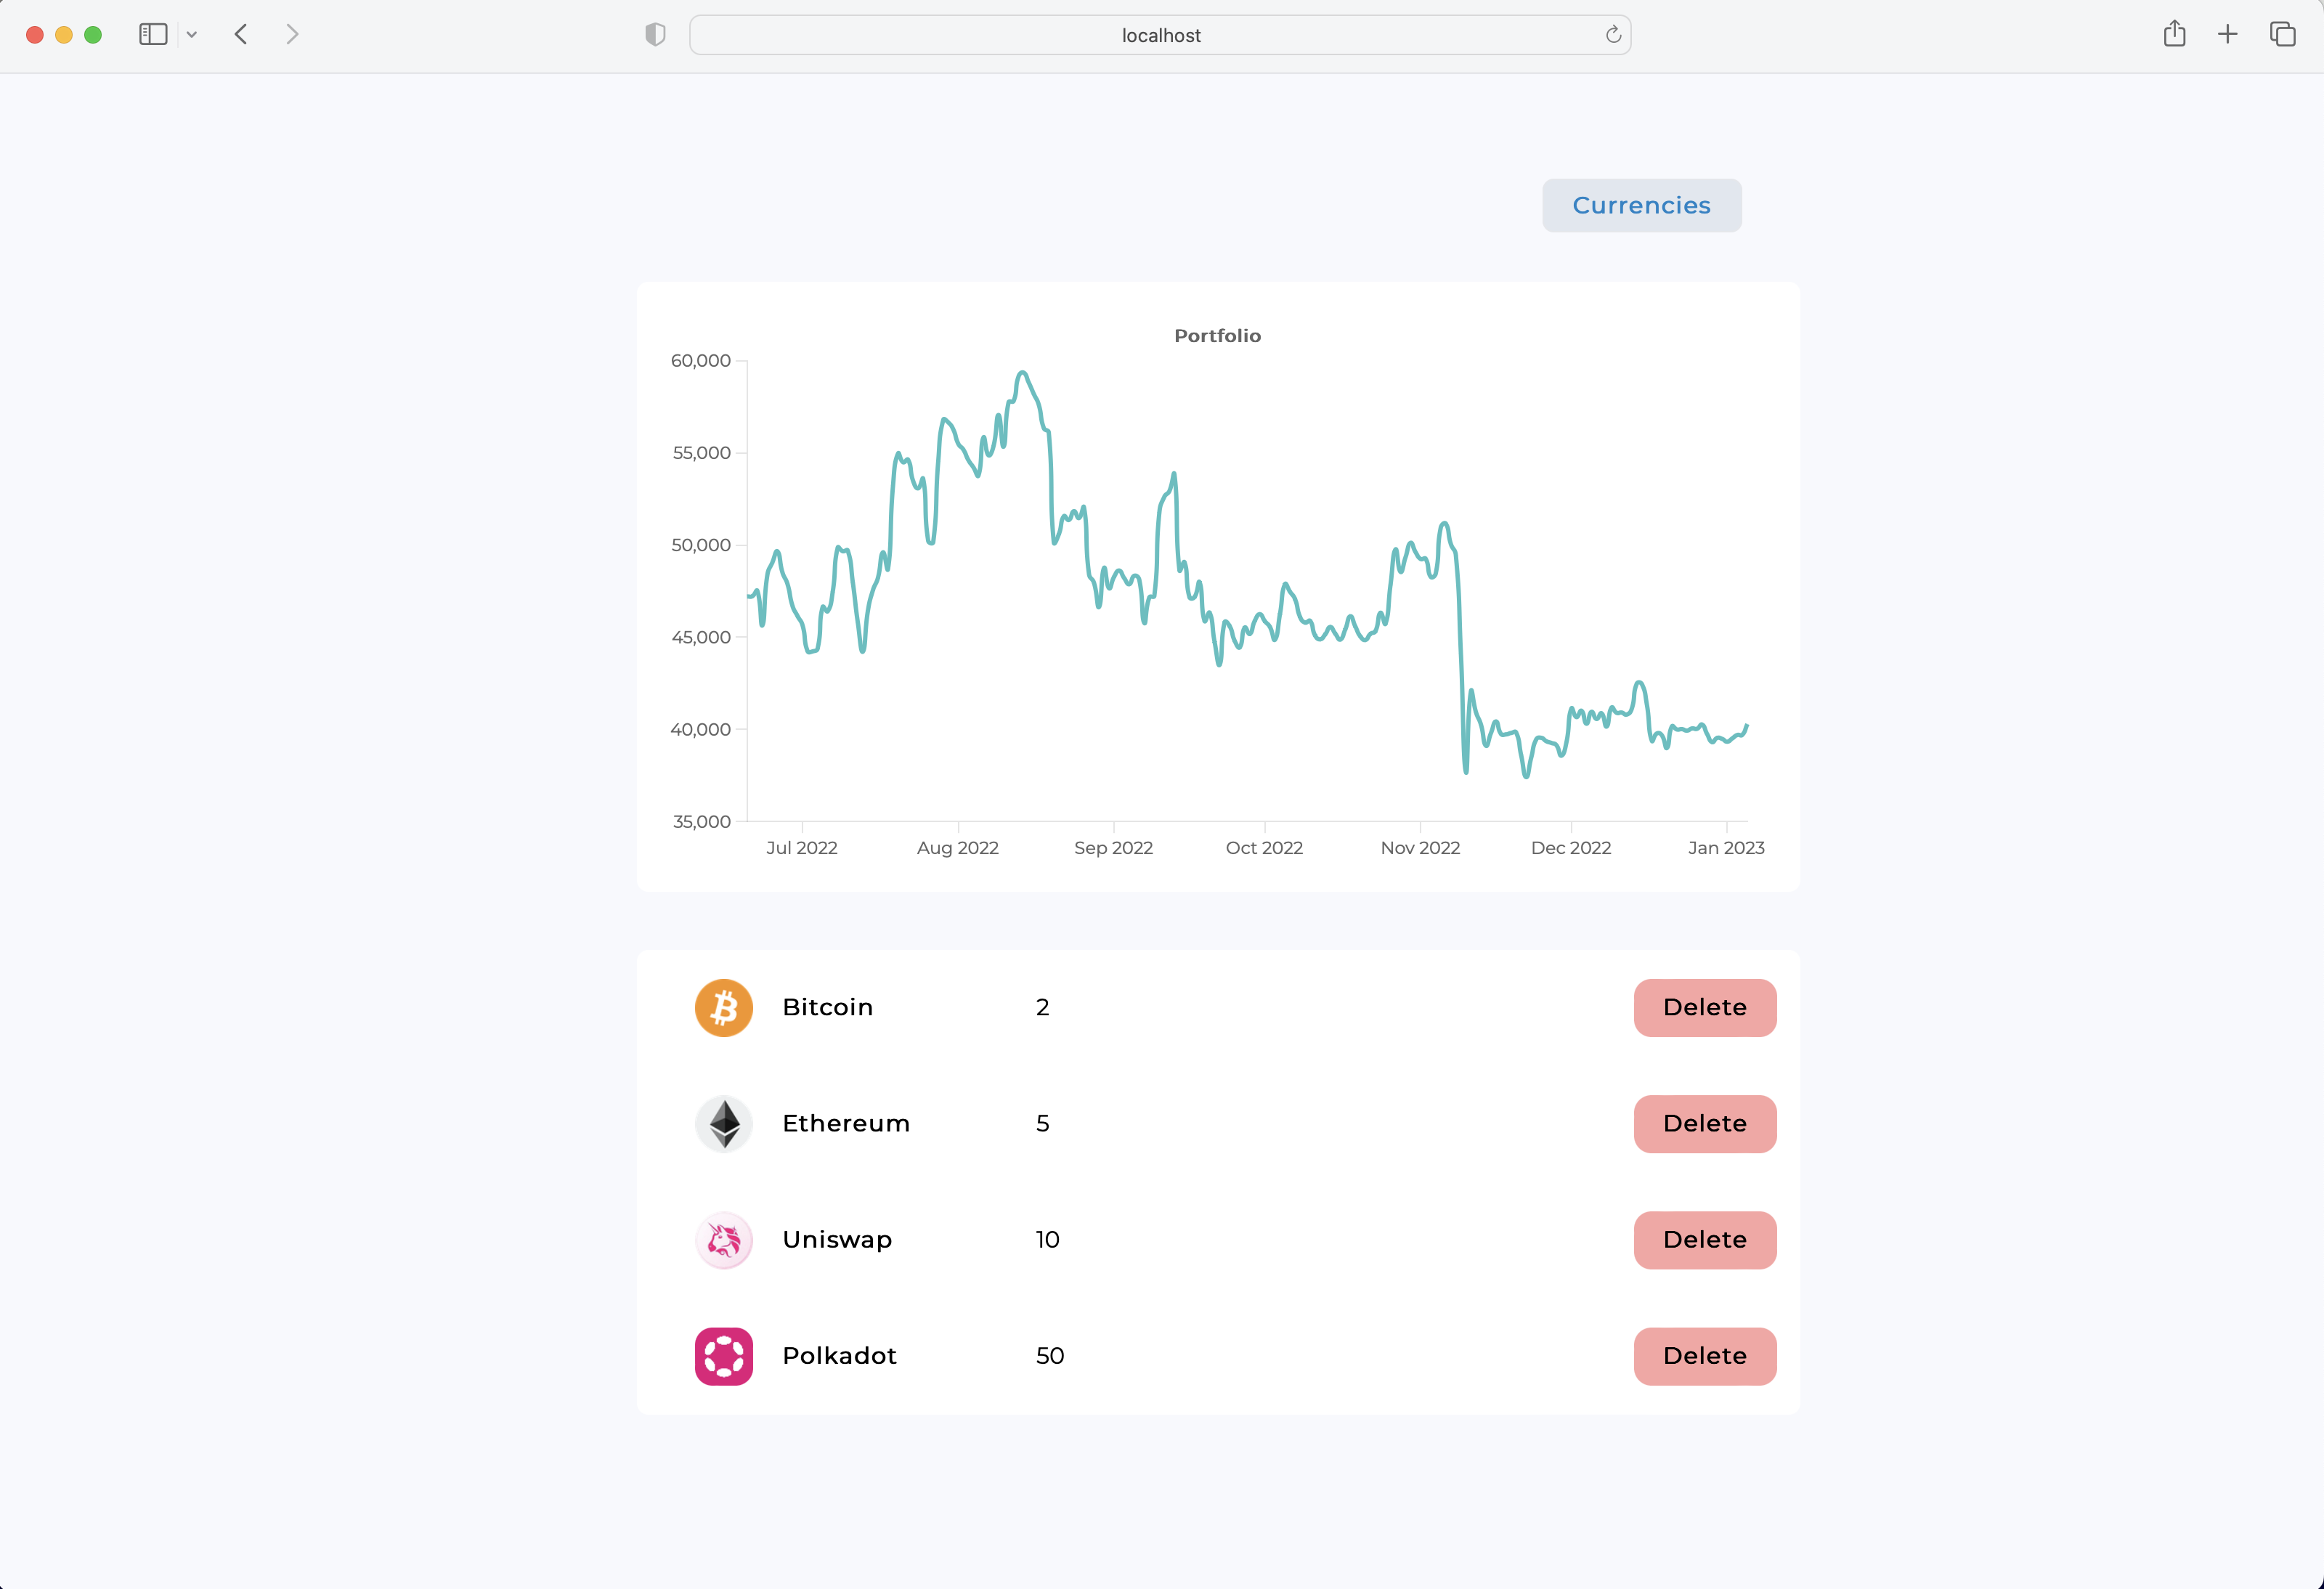 localhost
Currencies
Portfolio
60,000
55,000
50,000
45,000
40,000
35,000
Jul 2022 Aug 2022 Sep 2022 Oct 2022 Nov 2022 Dec 2022 Jan 2023
Bitcoin 2 Delete
Ethereum 5 Delete
Uniswap 10 Delete
Polkadot 50 Delete